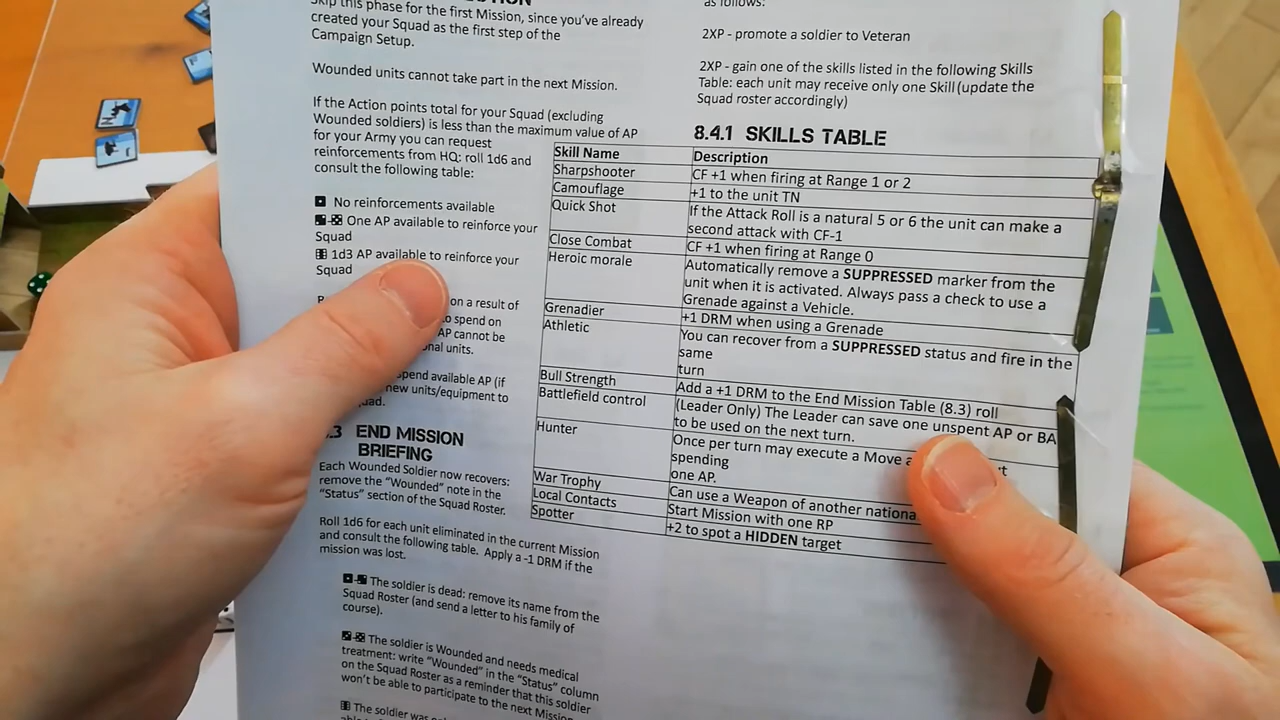 Skip this phase for the first Mission, since you've already
created your Squad as the first step of the
Campaign Setup.
Wounded units cannot take part in the next Mission.
If the Action points total for your Squad (excluding
Wounded soldiers) is less than the maximum value of AP
for your Army you can request
reinforcements from HQ: roll 1d6 and
consult the following table:
No reinforcements available
One AP available to reinforce your
Squad
1d3 AP available to reinforce your
Squad
on a result of
spend on
AP cannot be
units.
spend available AP (if
new units/equipment to
END MISSION
BRIEFING
Each Wounded Soldier now recovers:
remove the "Wounded" note in the
"Status" section of the Squad Roster.
Roll 1d6 for each unit eliminated in the current Mission
and consult the following table. Apply a -1 DRM if the
mission was lost.
The soldier is dead: remove its name from the
Squad Roster (and send a letter to his family of
course).
The soldier is Wounded and needs medical
treatment: write "Wounded" in the "Status" column
on the Squad Roster as a reminder that this soldier
won't be able to participate to the next Mission
The soldier was
as follows:
2XP - promote a soldier to Veteran
2XP - gain one of the skills listed in the following Skills
Table: each unit may receive only one Skill (update the
Squad roster accordingly)
8.4.1 SKILLS TABLE
Skill Name Description
Sharpshooter CF +1 when firing at Range 1 or 2
Camouflage +1 to the unit TN
Quick Shot If the Attack Roll is a natural 5 or 6 the unit can make a
second attack with CF-1
Close Combat CF +1 when firing at Range 0
Heroic morale Automatically remove a SUPPRESSED marker from the
unit when it is activated. Always pass a check to use a
Grenade against a Vehicle.
Grenadier +1 DRM when using a Grenade
Athletic You can recover from a SUPPRESSED status and fire in the
same
turn
Bull Strength Add a +1 DRM to the End Mission Table (8.3) roll
Battlefield control (Leader Only) The Leader can save one unspent AP or BA
to be used on the next turn.
Hunter Once per turn may execute a Move
spending
one AP.
War Trophy Can use a Weapon of another
Local Contacts Start Mission with one RP
Spotter +2 to spot a HIDDEN target